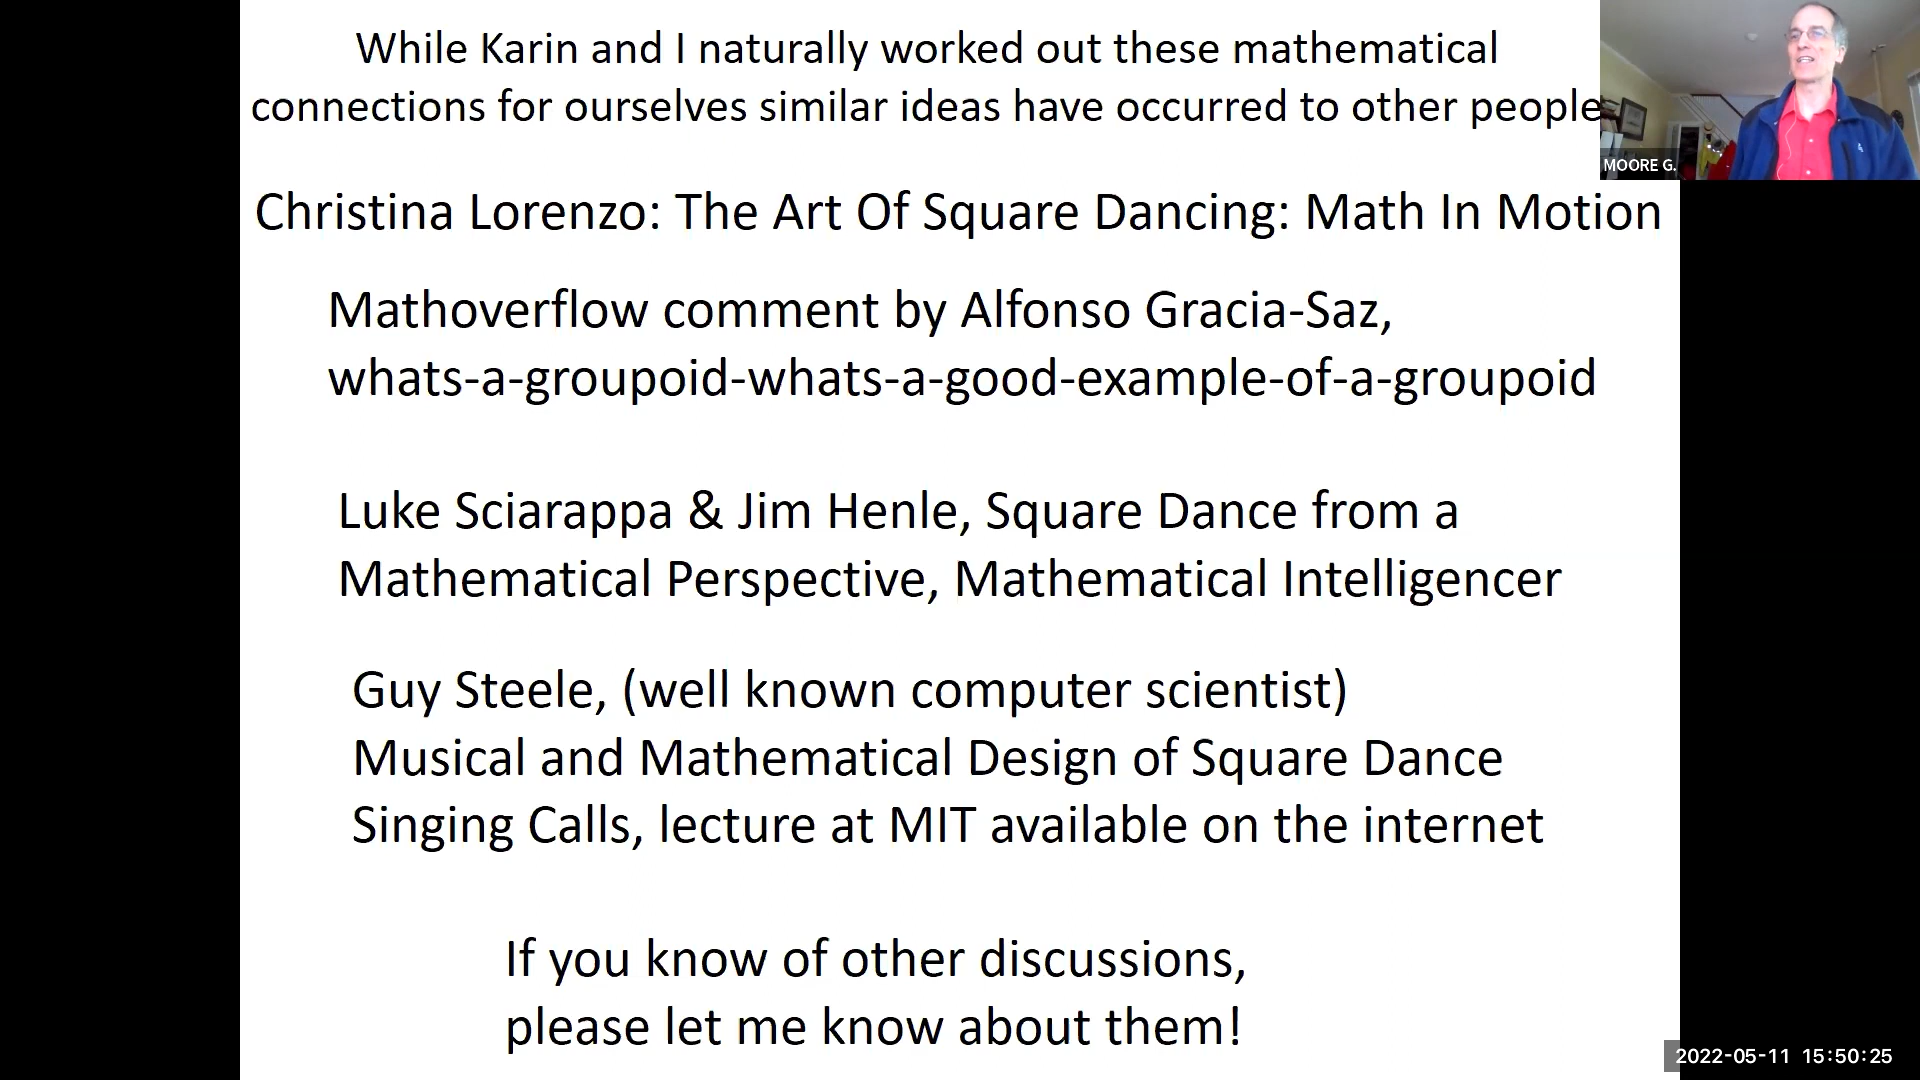 While Karin and I naturally worked out these mathematical
connections for ourselves similar ideas have occurred to other people
MOORE G.
Christina Lorenzo: The Art Of Square Dancing: Math In Motion
Mathoverflow comment by Alfonso Gracia-Saz,
whats-a-groupoid-whats-a-good-example-of-a-groupoid
Luke Sciarappa & Jim Henle, Square Dance from a
Mathematical Perspective, Mathematical Intelligencer
Guy Steele, (well known computer scientist)
Musical and Mathematical Design of Square Dance
Singing Calls, lecture at MIT available on the internet
If you know of other discussions,
please let me know about them!
2022-05-11 15:50:25